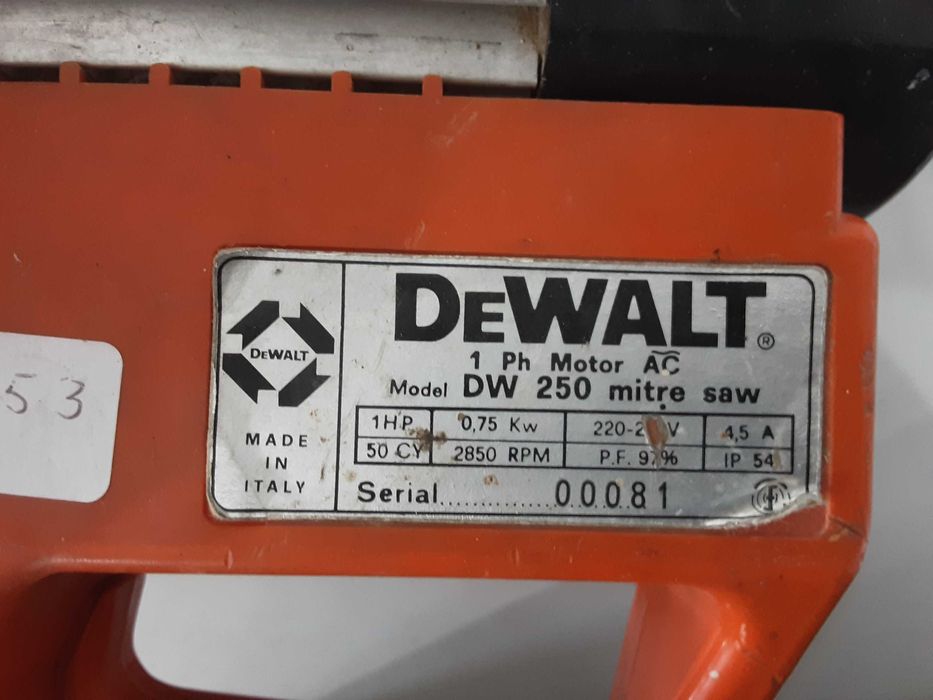 53
DEWALT
MADE
IN
ITALY
DEWALT®
1 Ph Motor AC
Model DW 250 mitre saw
1HP 0,75 Kw 4,5 A
50 CY 2850 RPM P.F. 97% IP 54
Serial.................00081